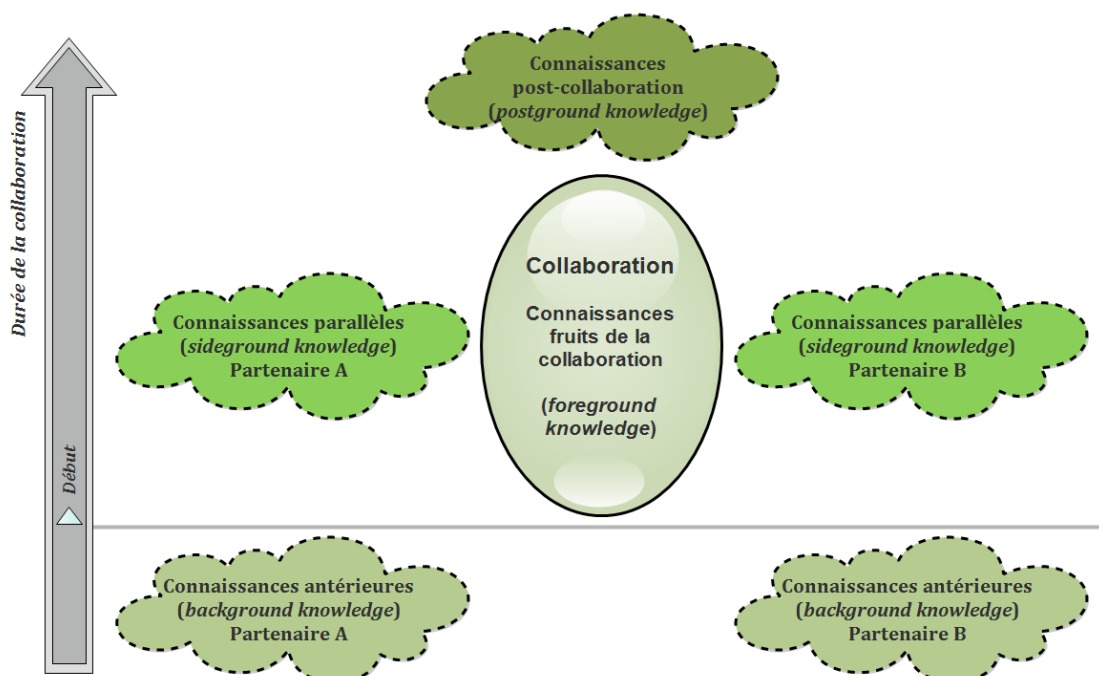 Connaissances
post-collaboration
(postground knowledge)
Durée de la collaboration
Collaboration
Connaissances
fruits de la
collaboration
(foreground
knowledge)
Connaissances parallèles
(sideground knowledge)
Partenaire A
Connaissances parallèles
(sideground knowledge)
Partenaire B
Début
Connaissances antérieures
(background knowledge)
Partenaire A
Connaissances antérieures
(background knowledge)
Partenaire B